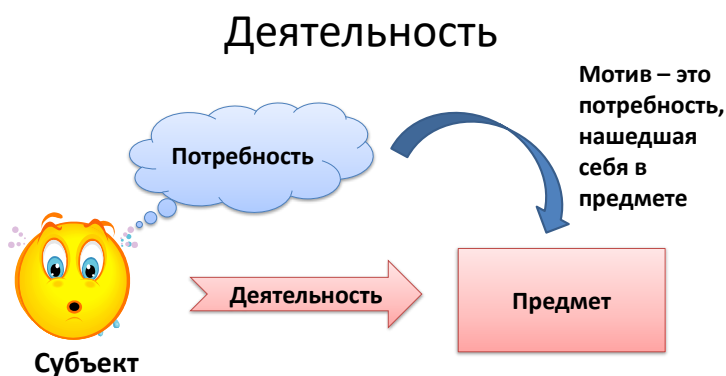 Деятельность
Мотив – это
потребность,
нашедшая
себя в
предмете
Потребность
Деятельность
Предмет
Субъект